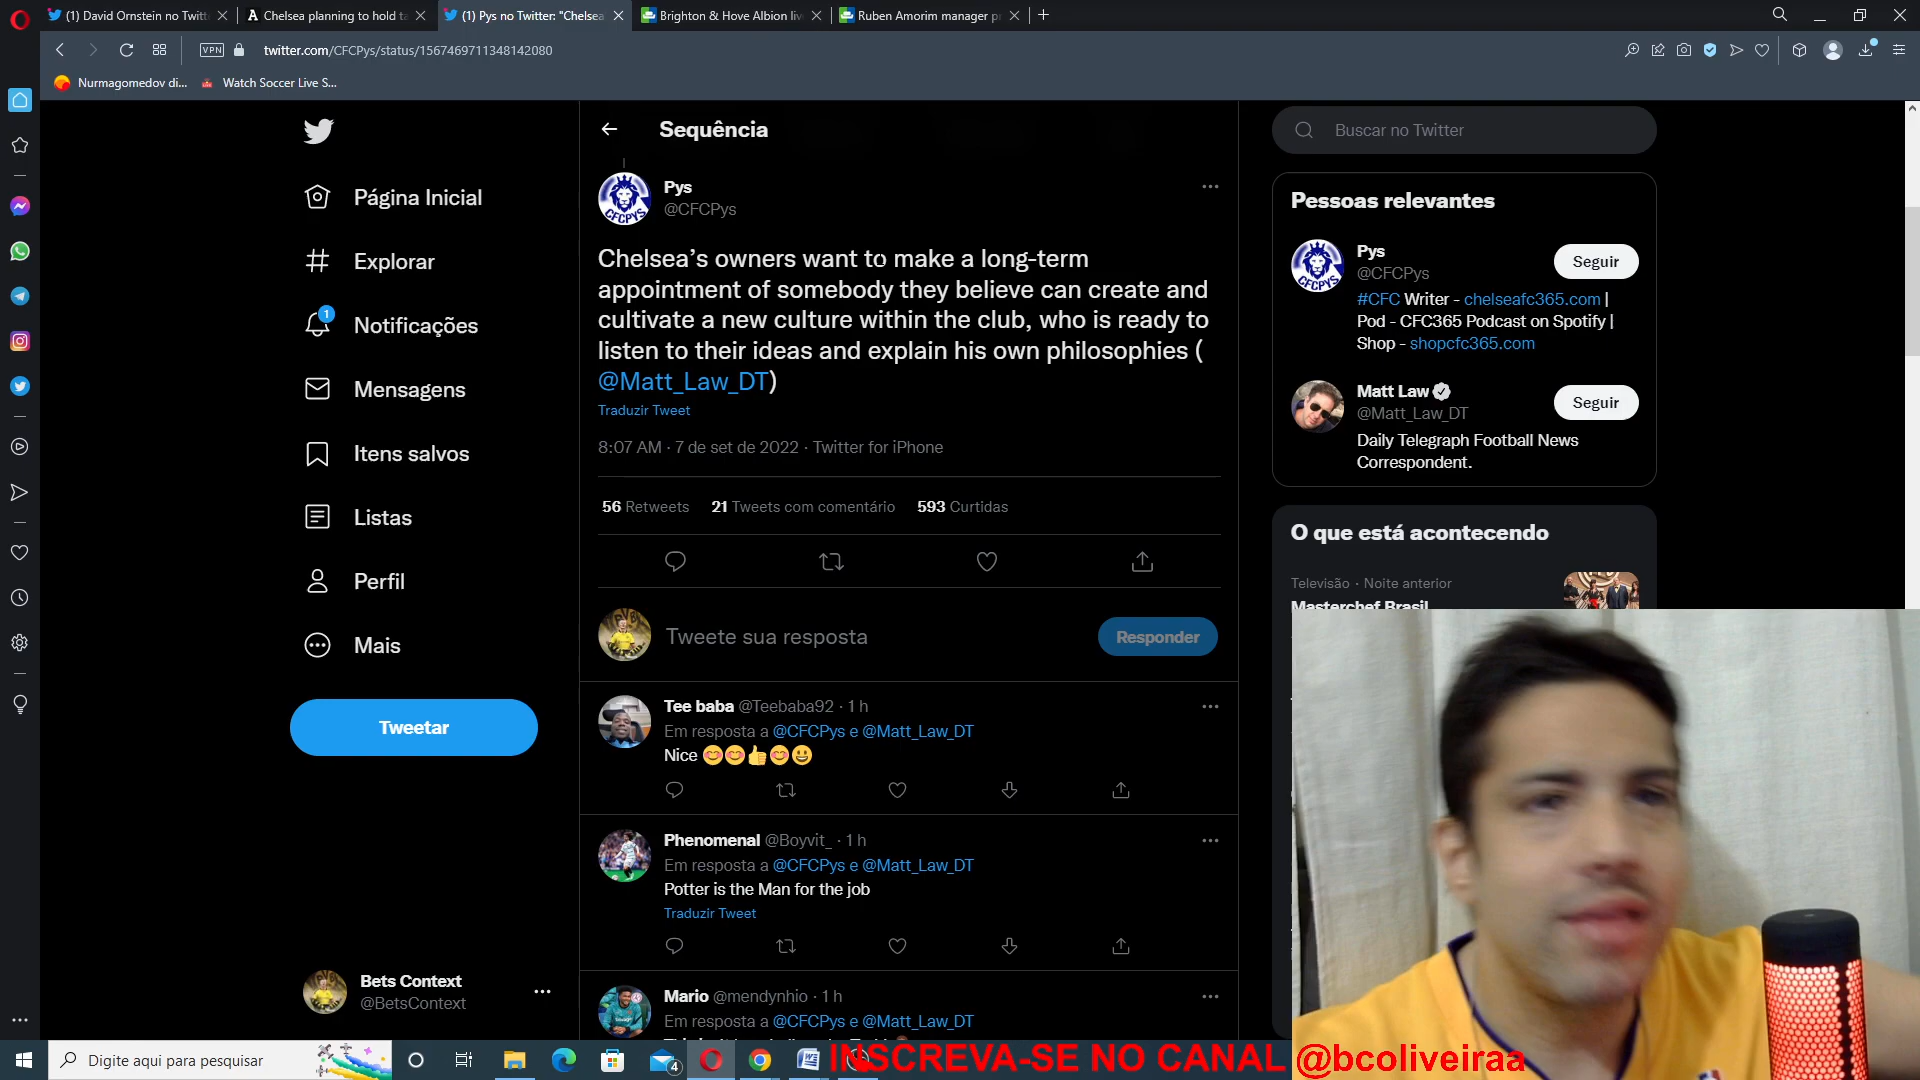 (1) David Ornstein no Twitt
Chelsea planning to hold ta
(1) Pys no Twitter: "Chelsea
Brighton & Hove Albion liv
Ruben Amorim manager p
VPN
twitter.com/CFCPys/status/1567469711348142080
Nurmagomedov di...
Watch Soccer Live S...
Sequência
Buscar no Twitter
Página Inicial
Explorar
1
Notificações
Mensagens
Itens salvos
Listas
Perfil
Mais
Tweetar
Bets Context
@BetsContext
Pys
@CFCPys
Chelsea’s owners want to make a long-term
appointment of somebody they believe can create and
cultivate a new culture within the club, who is ready to
listen to their ideas and explain his own philosophies (
@Matt_Law_DT)
Traduzir Tweet
8:07 AM · 7 de set de 2022 · Twitter for iPhone
56 Retweets 21 Tweets com comentário 593 Curtidas
Tweete sua resposta
Responder
Tee baba @Teebaba92 · 1 h
Em resposta a @CFCPys e @Matt_Law_DT
Nice 😊😊👍😊😃
Phenomenal @Boyvit_ · 1 h
Em resposta a @CFCPys e @Matt_Law_DT
Potter is the Man for the job
Traduzir Tweet
Mario @mendynhio · 1 h
Em resposta a @CFCPys e @Matt_Law_DT
Pessoas relevantes
Pys
@CFCPys
Seguir
#CFC Writer - chelseafc365.com |
Pod - CFC365 Podcast on Spotify |
Shop - shopcfc365.com
Matt Law
@Matt_Law_DT
Seguir
Daily Telegraph Football News
Correspondent.
O que está acontecendo
Televisão · Noite anterior
Masterchef Brasil
Digite aqui para pesquisar
4
INSCREVA-SE NO CANAL @bcoliveiraa